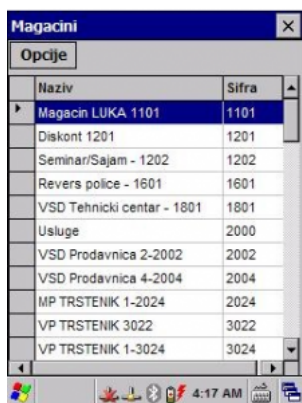 Magacini
Opcije
Naziv Sifra
Magacin LUKA 1101 1101
Diskont 1201 1201
Seminar/Sajam - 1202 1202
Revers police - 1601 1601
VSD Tehnicki centar - 1801 1801
Usluge 2000
VSD Prodavnica 2-2002 2002
VSD Prodavnica 4-2004 2004
MP TRSTENIK 1-2024 2024
VP TRSTENIK 3022 3022
VP TRSTENIK 1-3024 3024
4:17 AM